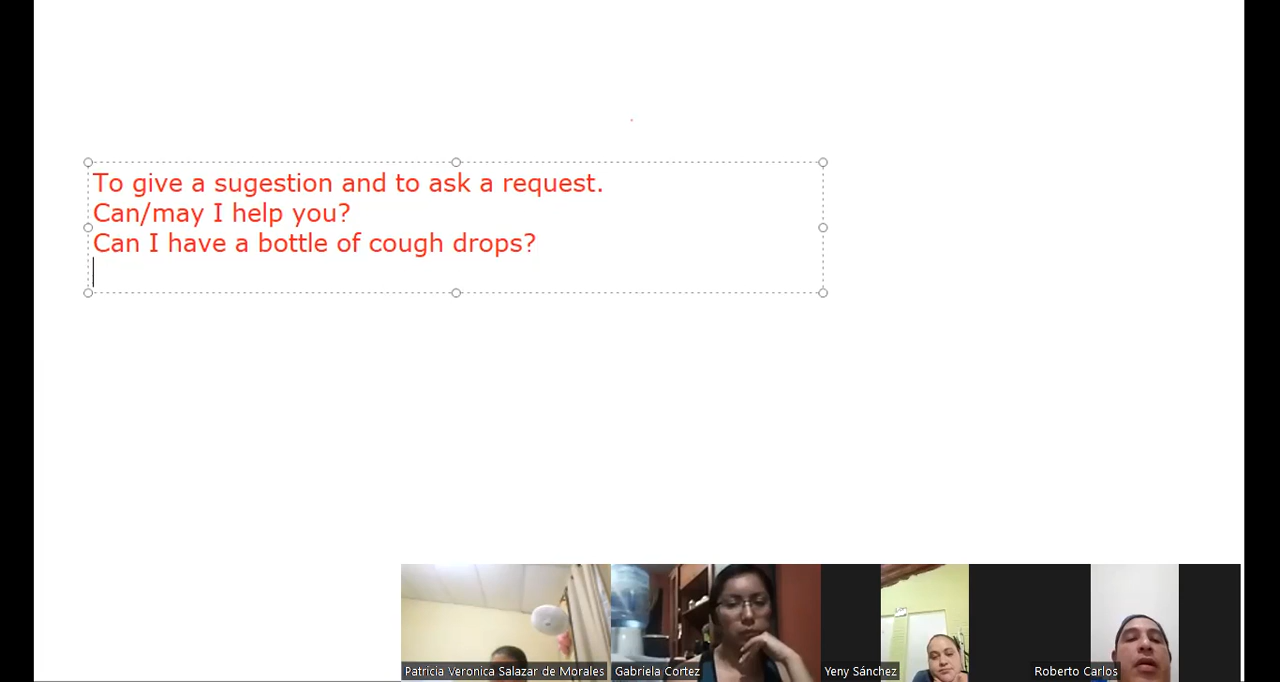 To give a sugestion and to ask a request.
Can/may I help you?
Can I have a bottle of cough drops?
Patricia Veronica Salazar de Morales
Gabriela Cortez
Yeny Sánchez
Roberto Carlos